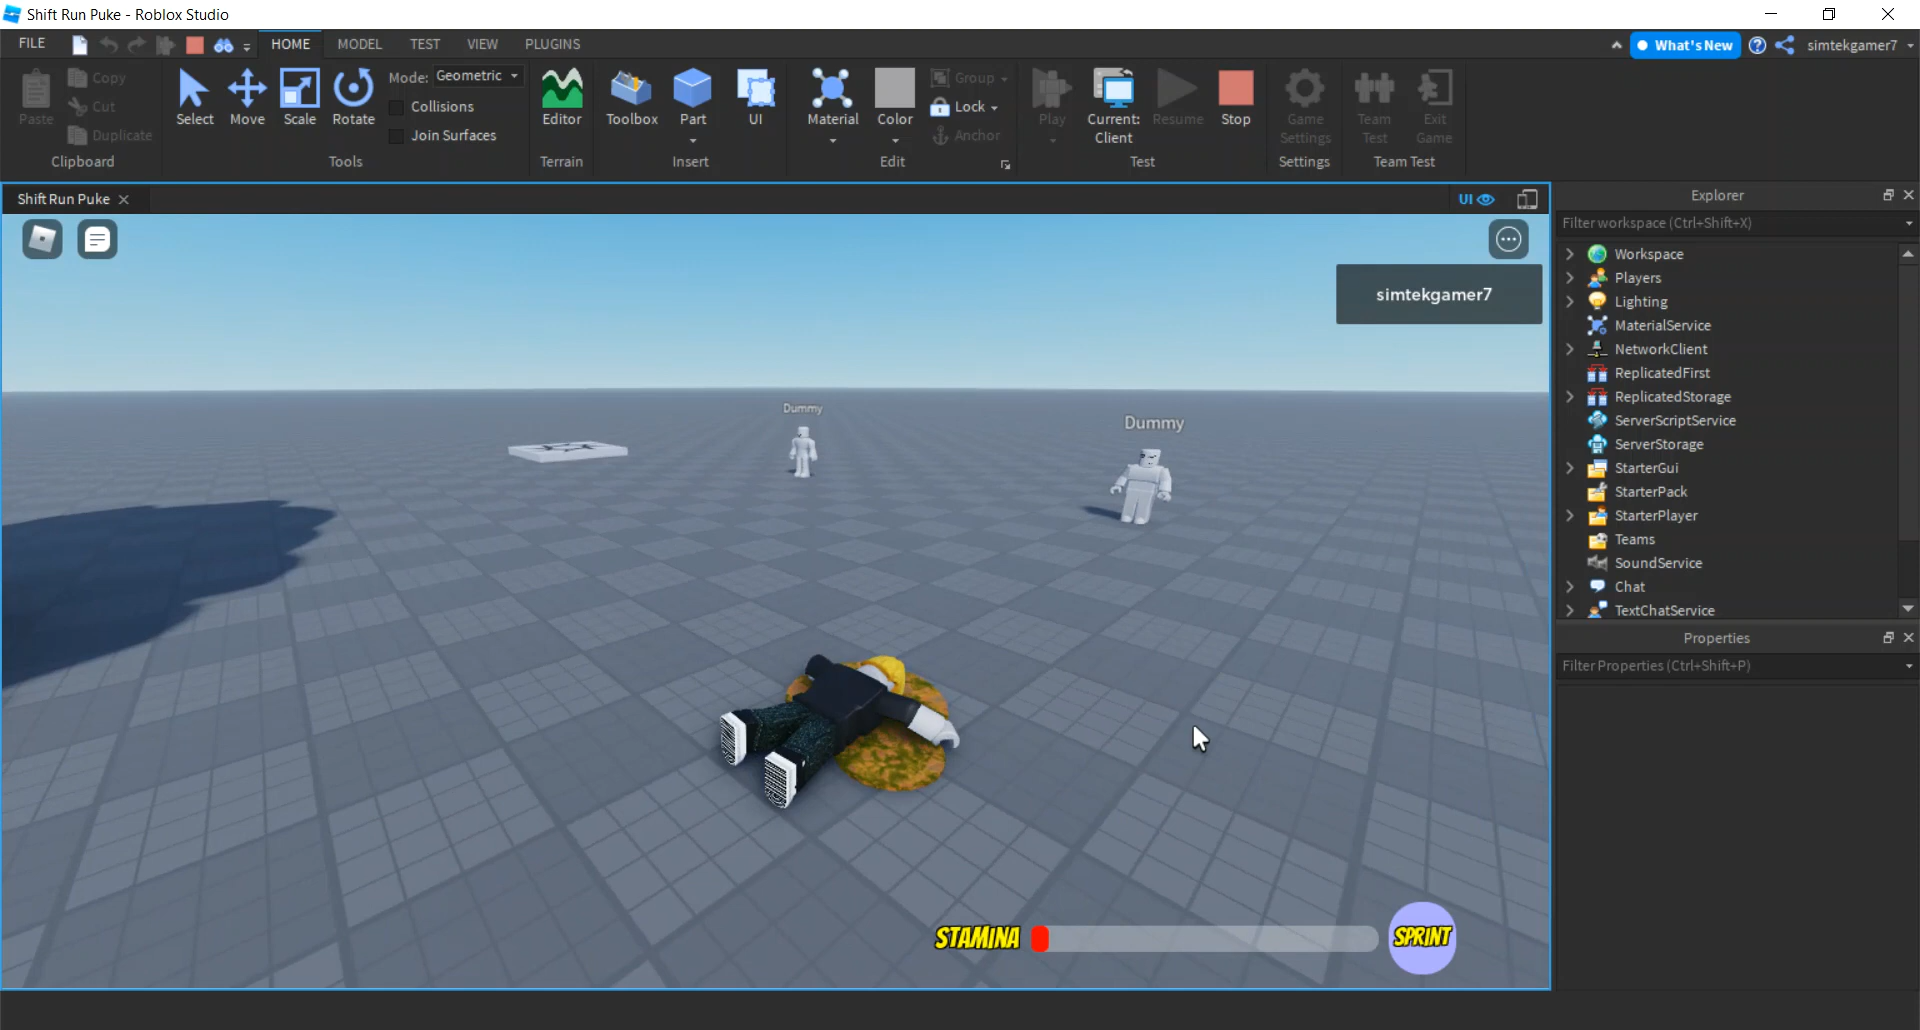 Shift Run Puke - Roblox Studio
FILE HOME MODEL TEST VIEW PLUGINS
What's New simtekgamer7
Paste Copy Cut Duplicate
Clipboard
Select Move Scale Rotate
Mode: Geometric
Collisions
Join Surfaces
Tools
Editor
Terrain
Toolbox Part UI
Insert
Material Color
Group
Lock
Anchor
Edit
Play Current: Client Resume Stop
Test
Game Settings
Settings
Team Test Exit Game
Team Test
Shift Run Puke
UI
simtekgamer7
Dummy
Dummy
STAMINA
SPRINT
Explorer
Filter workspace (Ctrl+Shift+X)
Workspace
Players
Lighting
MaterialService
NetworkClient
ReplicatedFirst
ReplicatedStorage
ServerScriptService
ServerStorage
StarterGui
StarterPack
StarterPlayer
Teams
SoundService
Chat
TextChatService
Properties
Filter Properties (Ctrl+Shift+P)